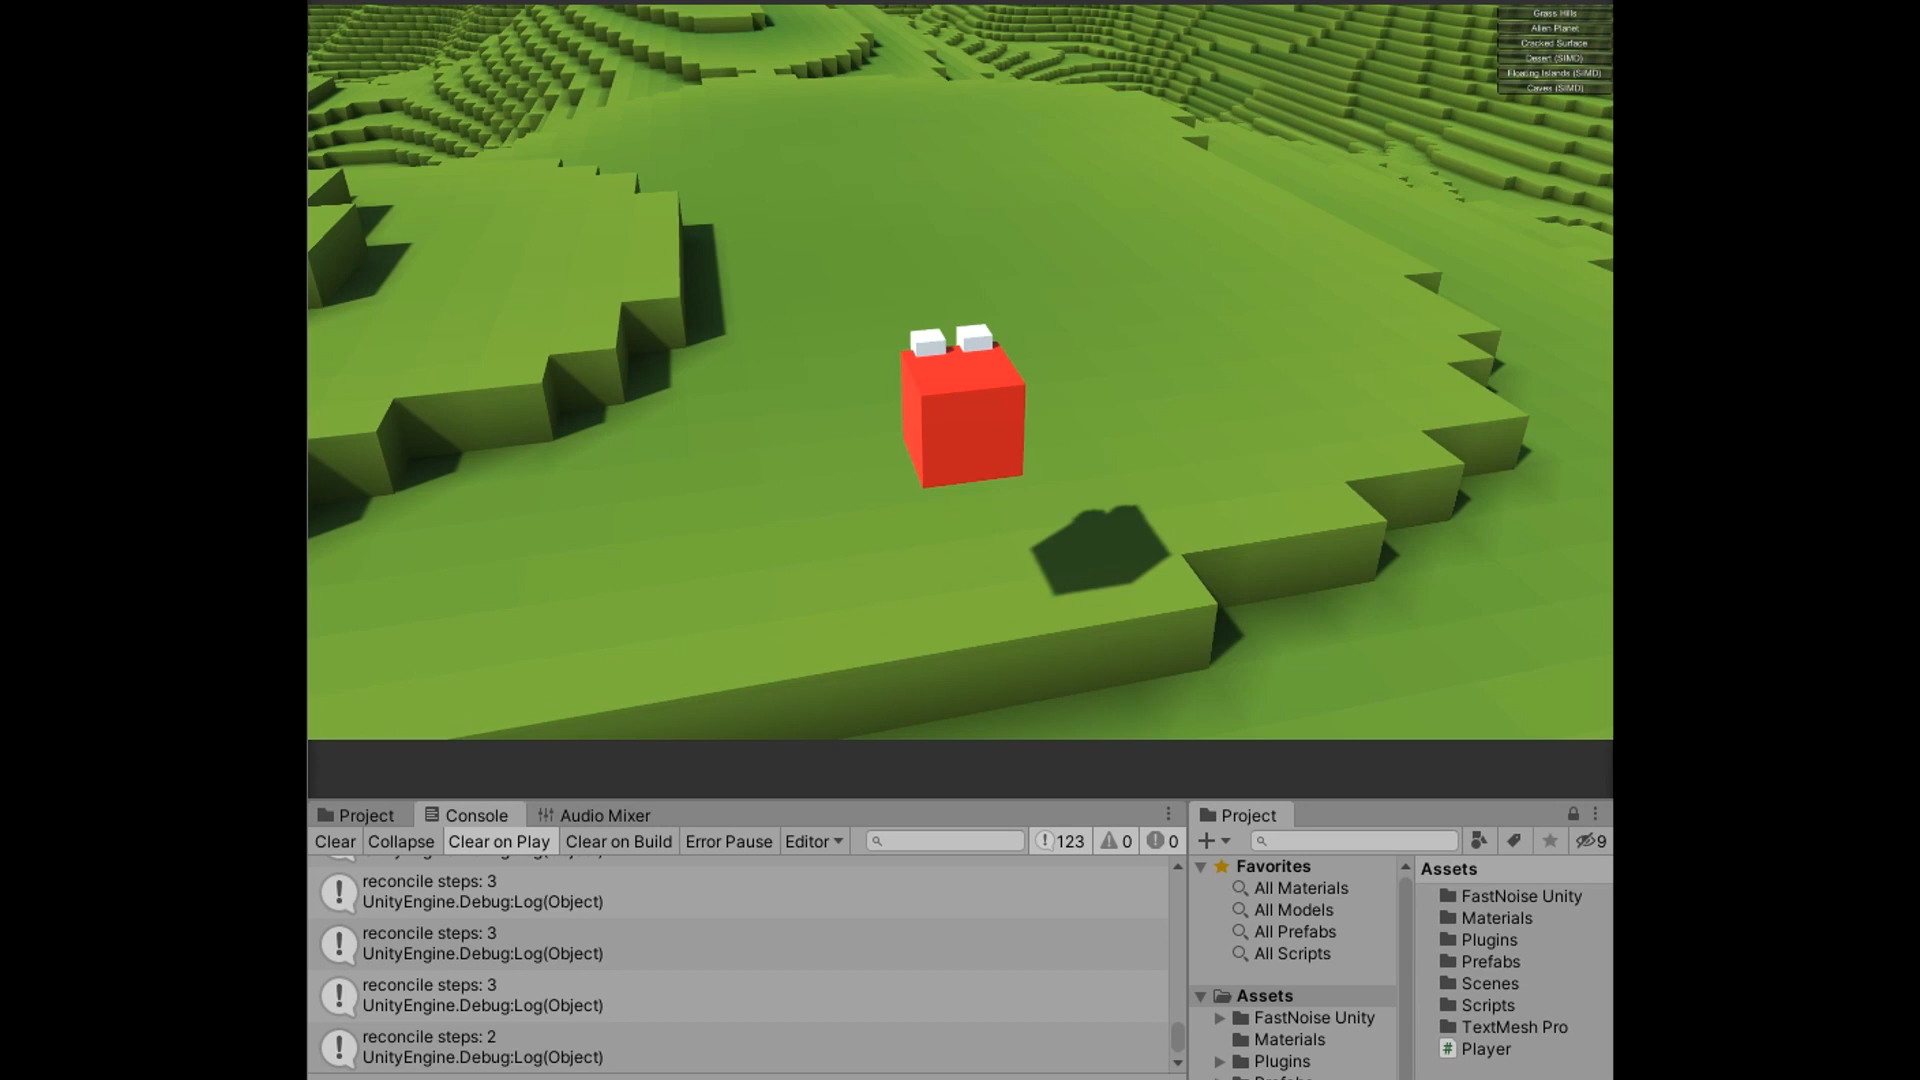 Grass Hills
Alien Planet
Cracked Surface
Desert (SIMD)
Floating Islands (SIMD)
Caves (SIMD)
Project
Console
Audio Mixer
Clear
Collapse
Clear on Play
Clear on Build
Error Pause
Editor
123
0
0
reconcile steps: 3
UnityEngine.Debug:Log(Object)
reconcile steps: 3
UnityEngine.Debug:Log(Object)
reconcile steps: 3
UnityEngine.Debug:Log(Object)
reconcile steps: 2
UnityEngine.Debug:Log(Object)
Project
9
Favorites
All Materials
All Models
All Prefabs
All Scripts
Assets
FastNoise Unity
Materials
Plugins
Assets
FastNoise Unity
Materials
Plugins
Prefabs
Scenes
Scripts
TextMesh Pro
Player